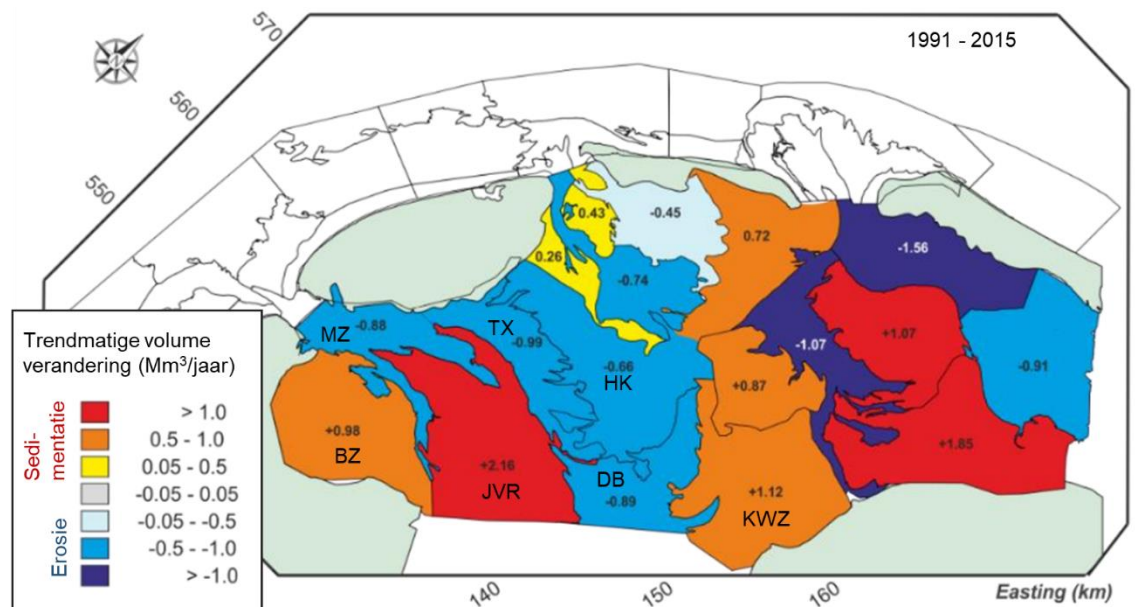 1991 - 2015
570
560
550
Trendmatige volume
verandering (Mm³/jaar)
Sedi-
mentatie
Erosie
> 1.0
0.5 - 1.0
0.05 - 0.5
-0.05 - 0.05
-0.05 - -0.5
-0.5 - -1.0
> -1.0
0.43
-0.45
0.72
-1.56
0.26
-0.74
MZ
-0.88
TX
-0.99
HK
-0.66
+1.07
-1.07
-0.91
+0.87
+0.98
BZ
+2.16
JVR
DB
-0.89
+1.12
KWZ
+1.85
140
150
160
Easting (km)